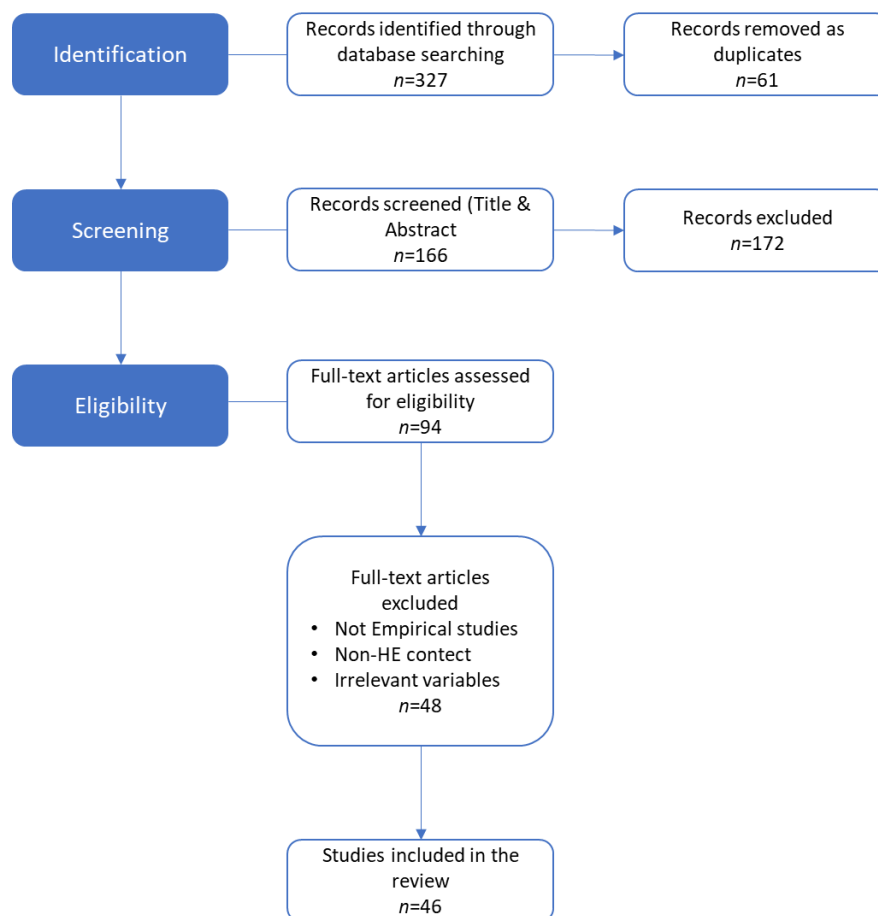 Identification
Records identified through
database searching
n=327
Records removed as
duplicates
n=61
Screening
Records screened (Title &
Abstract
n=166
Records excluded
n=172
Eligibility
Full-text articles assessed
for eligibility
n=94
Full-text articles
excluded
• Not Empirical studies
• Non-HE contect
• Irrelevant variables
n=48
Studies included in the
review
n=46